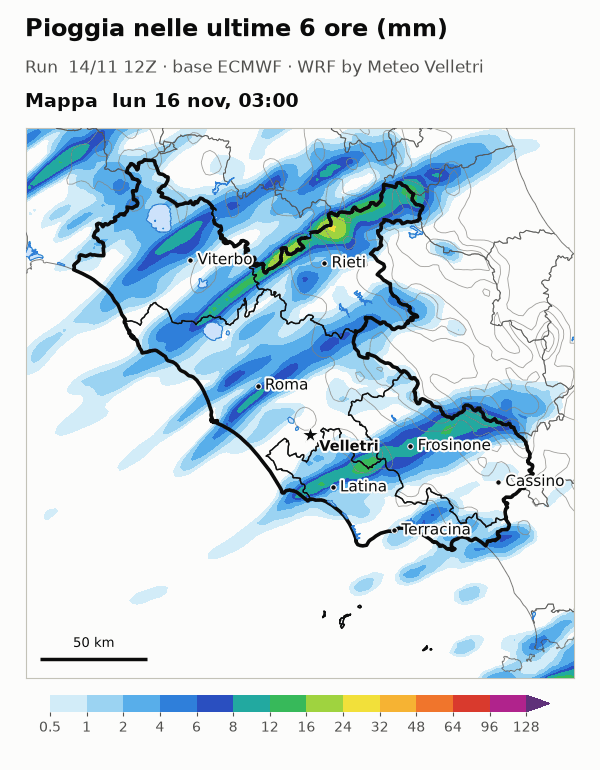 Pioggia nelle ultime 6 ore (mm)
Run  14/11 12Z · base ECMWF · WRF by Meteo Velletri
Mappa  lun 16 nov, 03:00
Viterbo
Rieti
Roma
Velletri
Frosinone
Latina
Cassino
Terracina
50 km
0.5 1 2 4 6 8 12 16 24 32 48 64 96 128